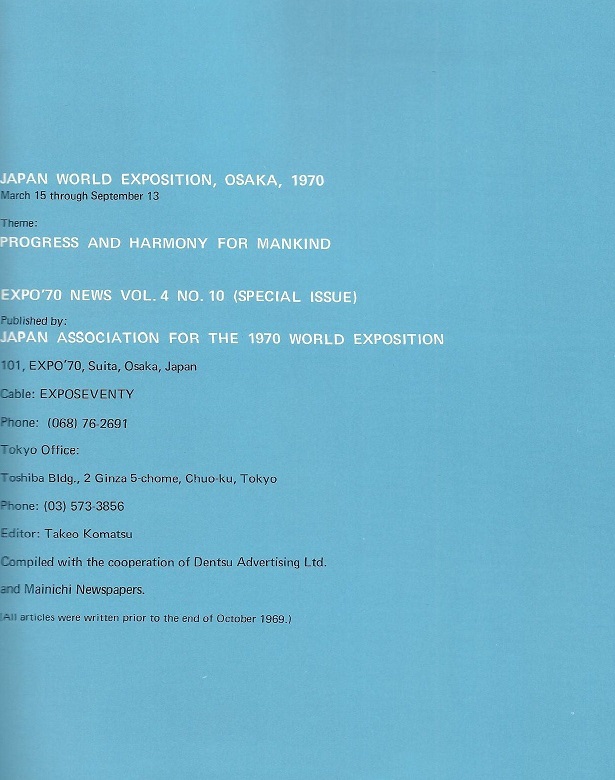 JAPAN WORLD EXPOSITION, OSAKA, 1970
March 15 through September 13
Theme:
PROGRESS AND HARMONY FOR MANKIND
EXPO'70 NEWS VOL. 4 NO. 10 (SPECIAL ISSUE)
Published by:
JAPAN ASSOCIATION FOR THE 1970 WORLD EXPOSITION
101, EXPO'70, Suita, Osaka, Japan
Cable: EXPOSEVENTY
Phone: (068) 76-2691
Tokyo Office:
Toshiba Bldg., 2 Ginza 5-chome, Chuo-ku, Tokyo
Phone: (03) 573-3856
Editor: Takeo Komatsu
Compiled with the cooperation of Dentsu Advertising Ltd.
and Mainichi Newspapers.
(All articles were written prior to the end of October 1969.)